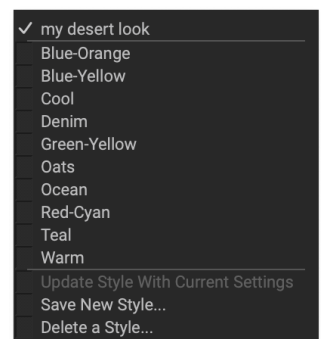 my desert look
Blue-Orange
Blue-Yellow
Cool
Denim
Green-Yellow
Oats
Ocean
Red-Cyan
Teal
Warm
Update Style With Current Settings
Save New Style...
Delete a Style...